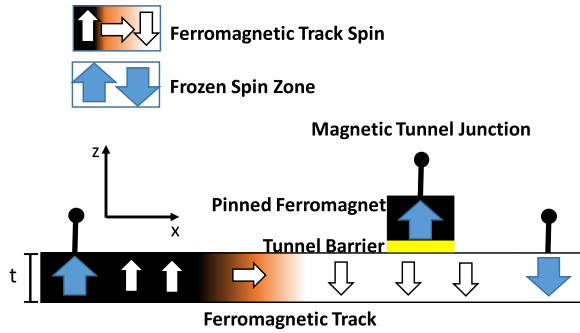 Ferromagnetic Track Spin
Frozen Spin Zone
Magnetic Tunnel Junction
z
x
Pinned Ferromagnet
Tunnel Barrier
t
Ferromagnetic Track